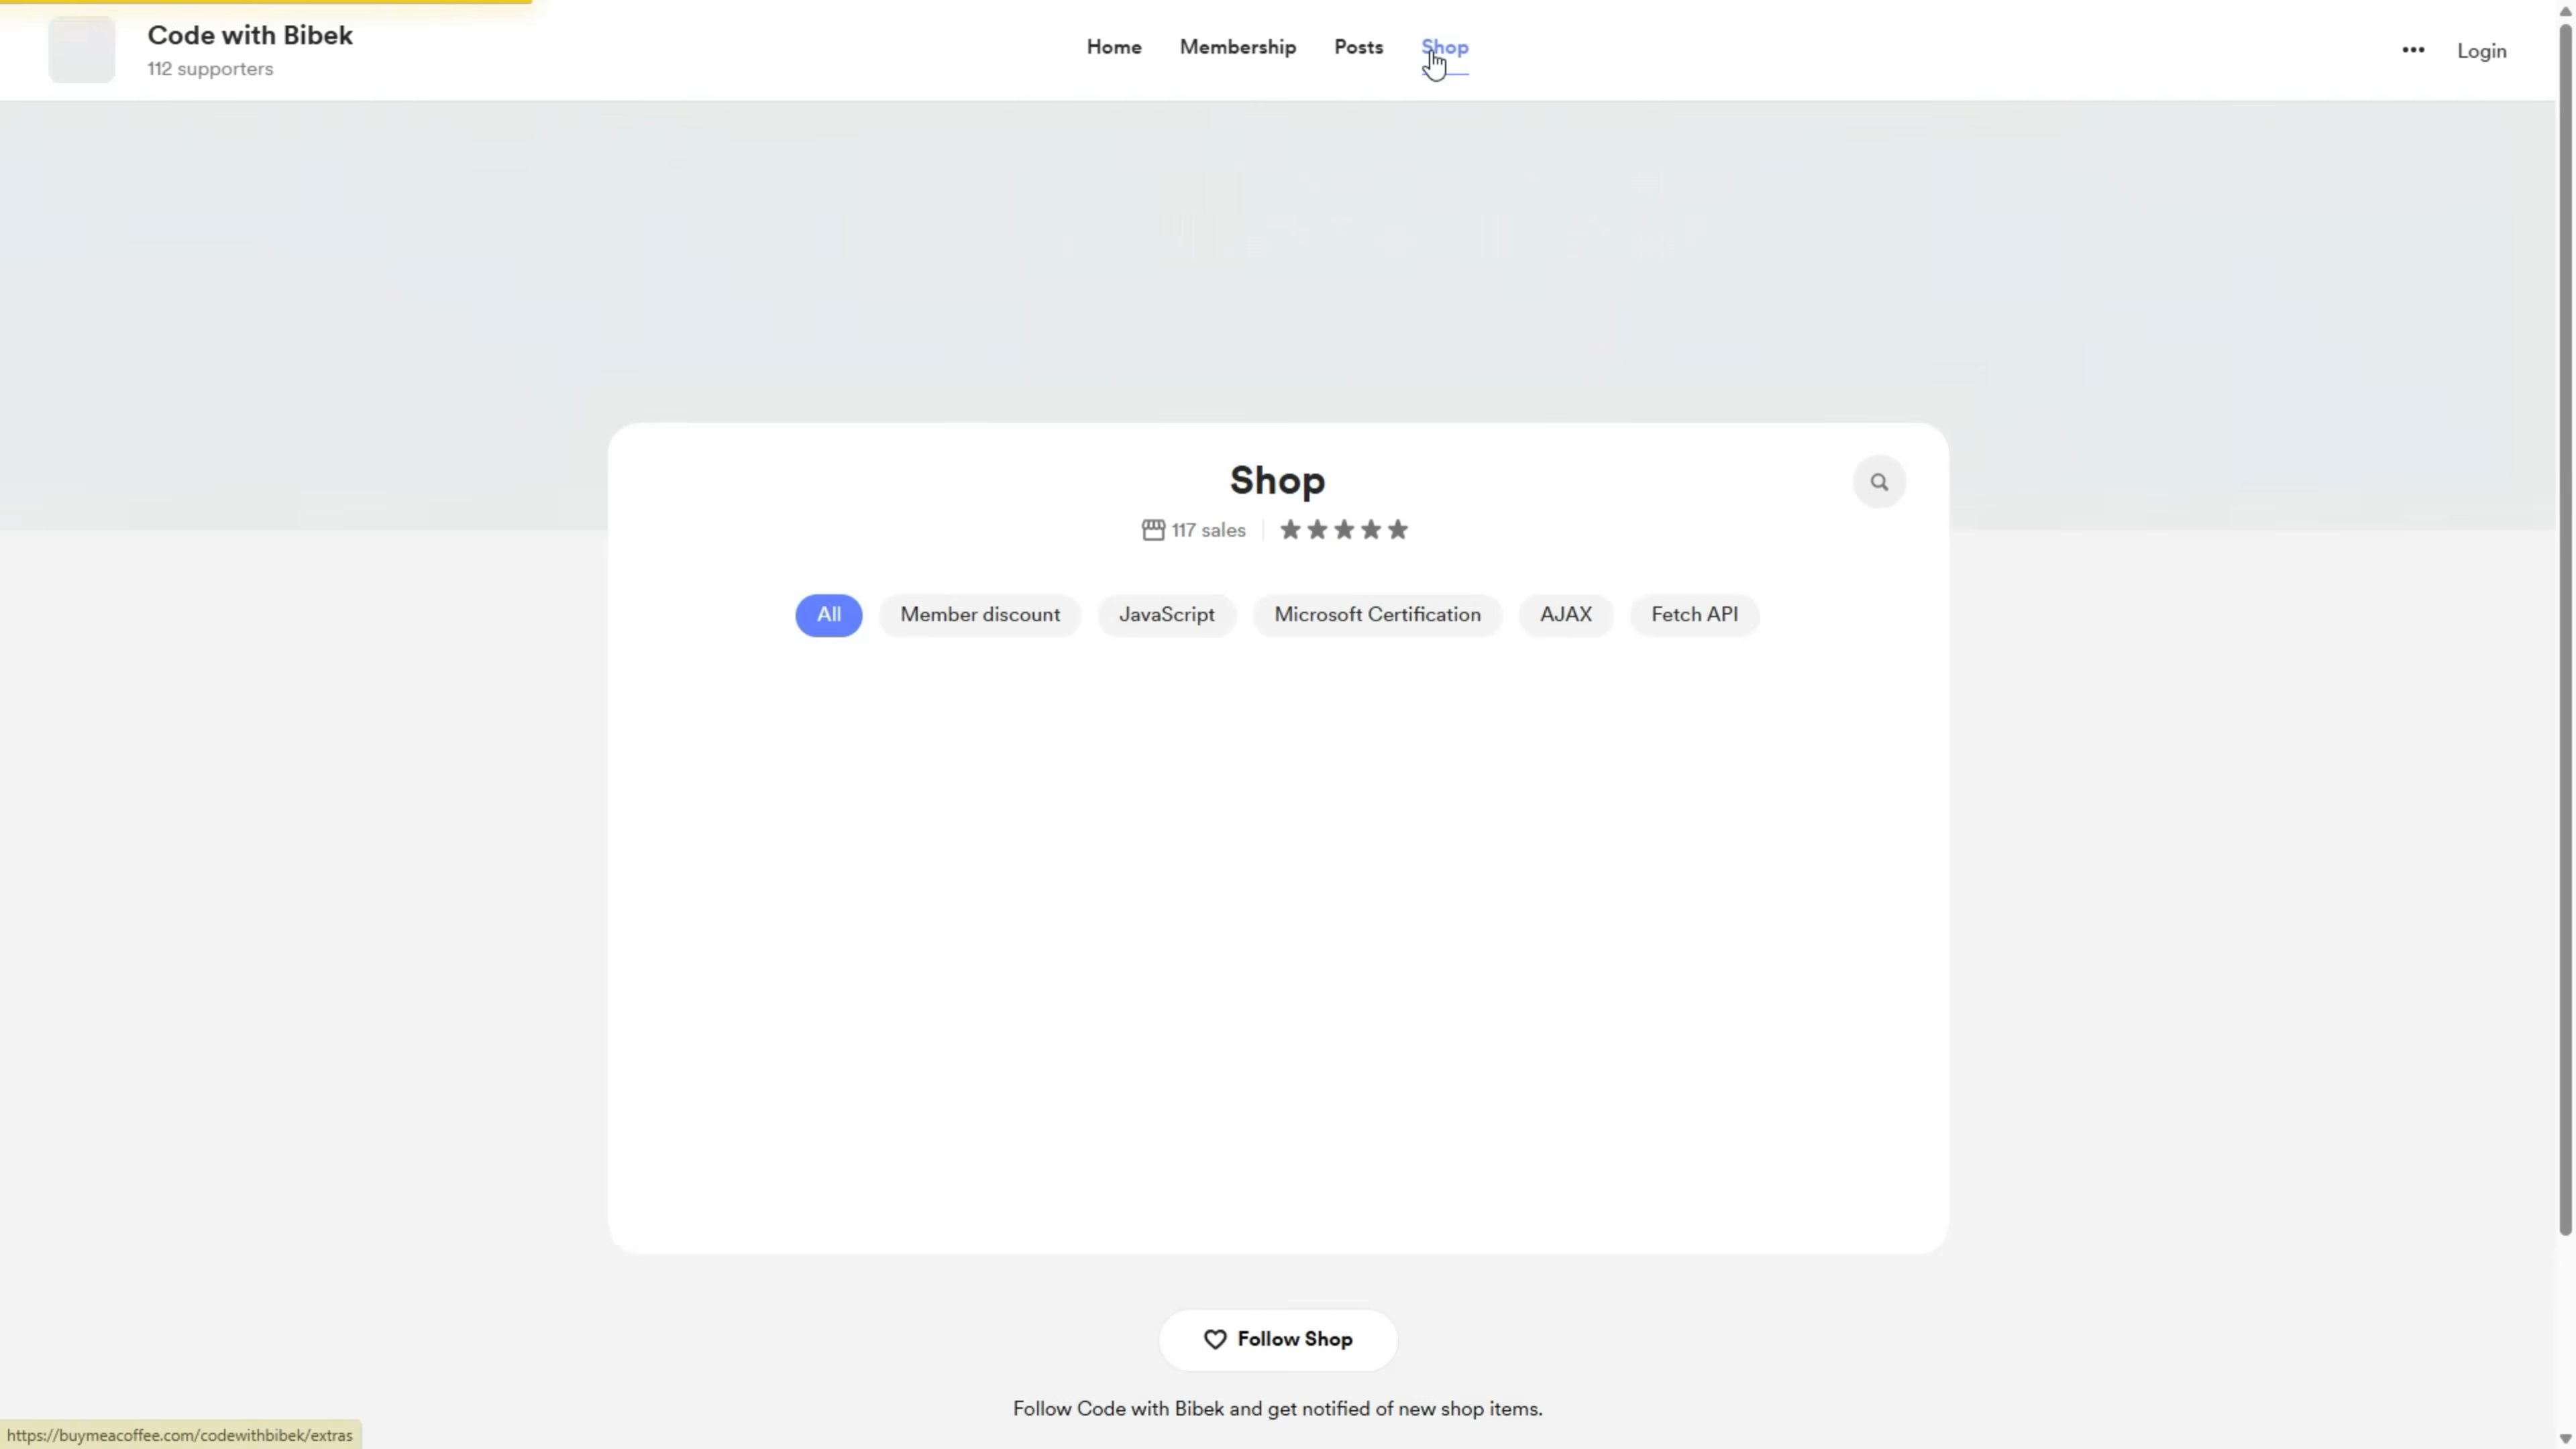 Code with Bibek
112 supporters
Home Membership Posts Shop
Login
Shop
117 sales
All Member discount JavaScript Microsoft Certification AJAX Fetch API
Follow Shop
Follow Code with Bibek and get notified of new shop items.
https://buymeacoffee.com/codewithbibek/extras